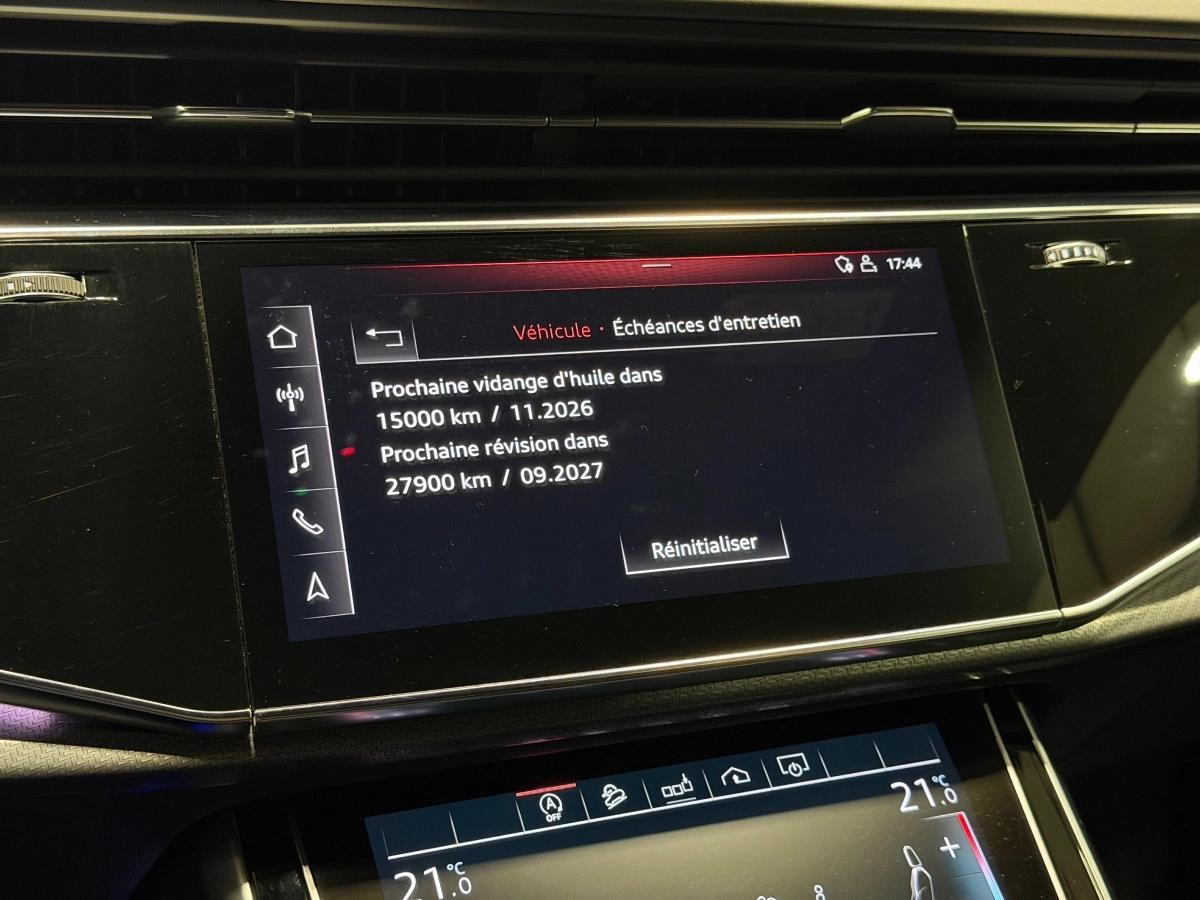 17:44
Véhicule · Échéances d'entretien
Prochaine vidange d'huile dans
15000 km / 11.2026
Prochaine révision dans
27900 km / 09.2027
Réinitialiser
A
OFF
21.0 °C
21.0 °C
+